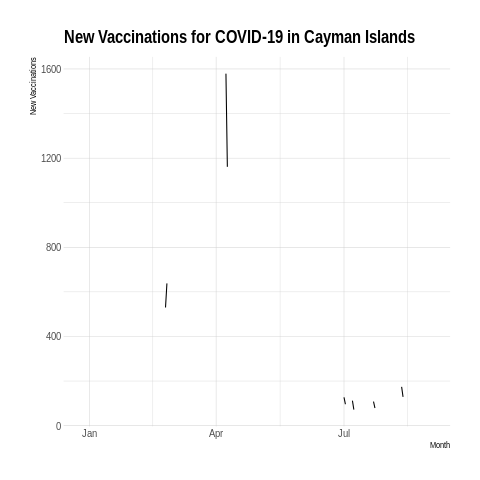 New Vaccinations for COVID-19 in Cayman Islands
New Vaccinations
1600
1200
800
400
0
Jan
Apr
Jul
Month